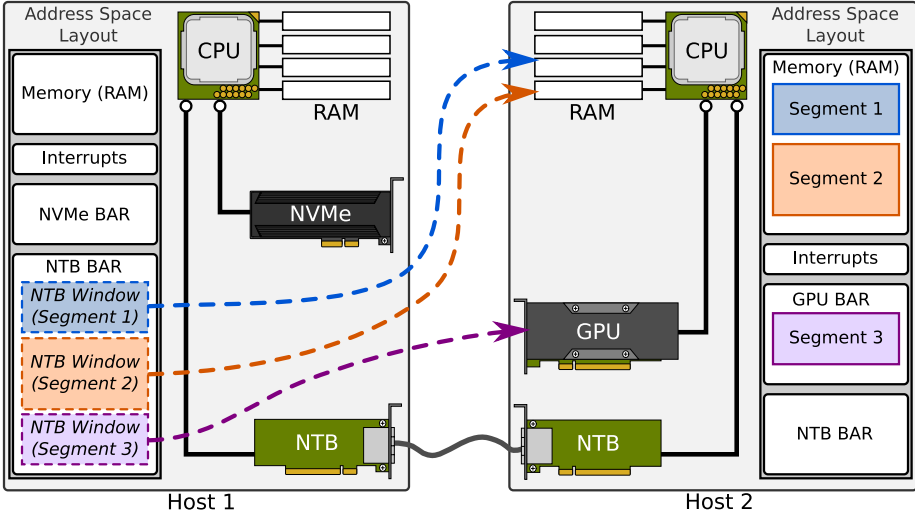 Address Space
Layout
Memory (RAM)
Interrupts
NVMe BAR
NTB BAR
NTB Window
(Segment 1)
NTB Window
(Segment 2)
NTB Window
(Segment 3)
CPU
RAM
NVMe
NTB
Host 1
CPU
RAM
GPU
NTB
Address Space
Layout
Memory (RAM)
Segment 1
Segment 2
Interrupts
GPU BAR
Segment 3
NTB BAR
Host 2